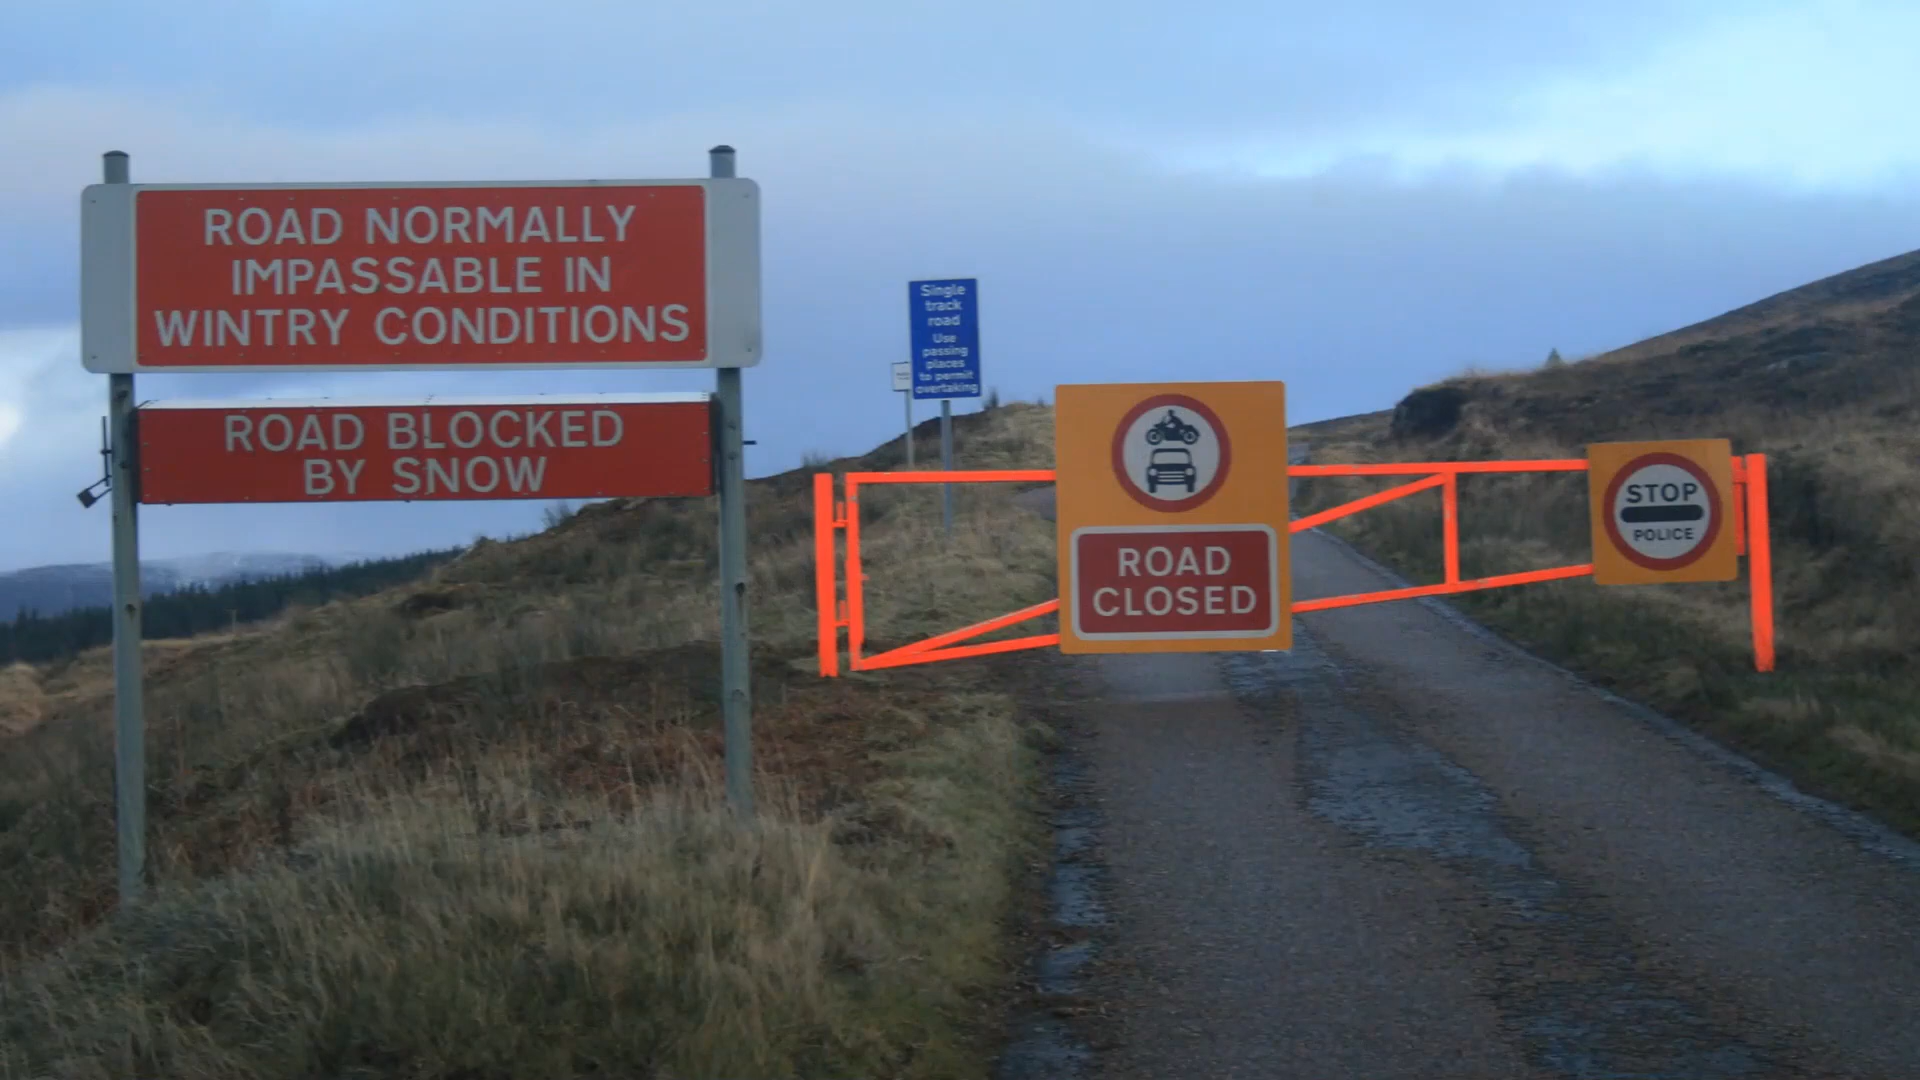 ROAD NORMALLY
IMPASSABLE IN
WINTRY CONDITIONS
ROAD BLOCKED
BY SNOW
Single
track
road
Use
passing
places
to permit
overtaking
ROAD
CLOSED
STOP
POLICE